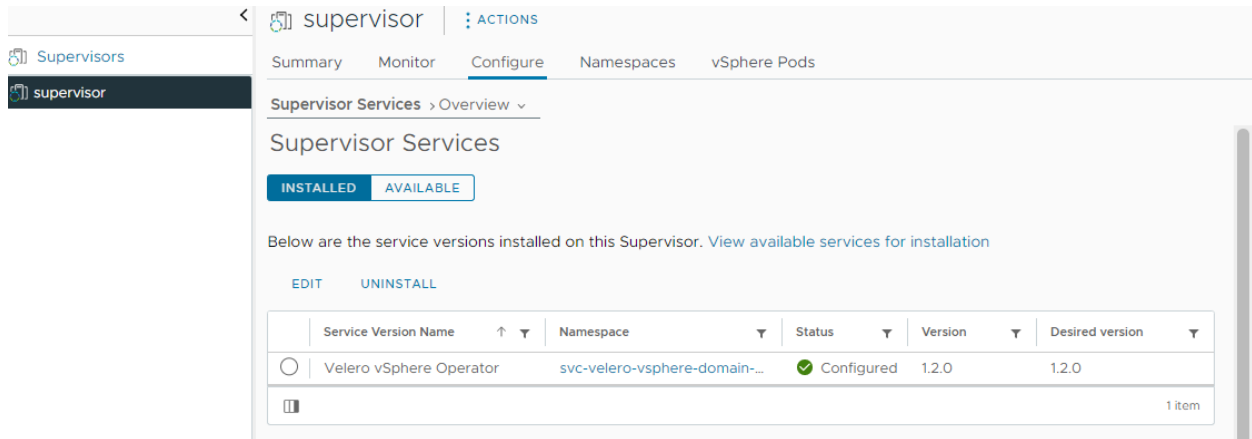 supervisor
ACTIONS
Supervisors
supervisor
Summary Monitor Configure Namespaces vSphere Pods
Supervisor Services › Overview
Supervisor Services
INSTALLED AVAILABLE
Below are the service versions installed on this Supervisor. View available services for installation
EDIT UNINSTALL
Service Version Name Namespace Status Version Desired version
Velero vSphere Operator svc-velero-vsphere-domain-... Configured 1.2.0 1.2.0
1 item